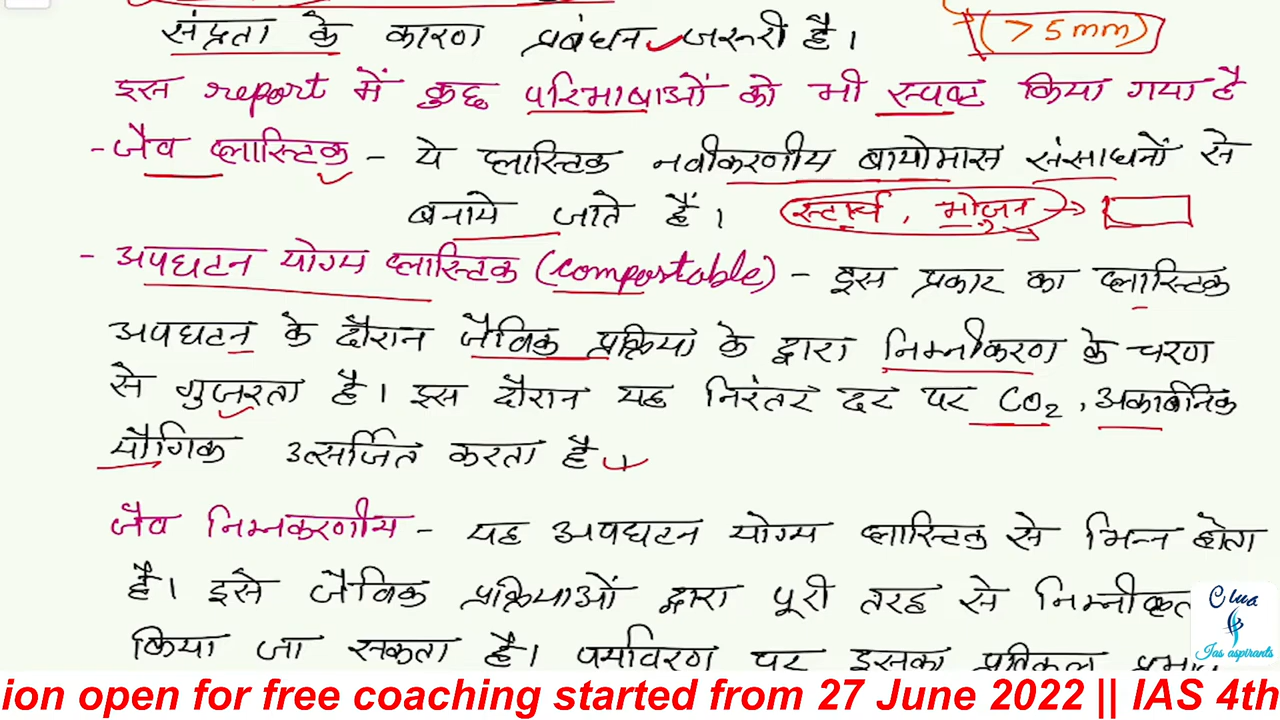 संद्रता के कारण प्रबंधन जरूरी है। (> 5mm)
इस report में कुछ परिभाषाओं को भी स्पष्ट किया गया है
- जैव प्लास्टिक - ये प्लास्टिक नवीकरणीय बायोमास संसाधनों से
बनाये जाते हैं। स्टार्च, भोजन →
- अपघटन योग्य प्लास्टिक (compostable) - इस प्रकार का प्लास्टिक
अपघटन के दौरान जैविक प्रक्रिया के द्वारा निम्नीकरण के चरण
से गुजरता है। इस दौरान यह निरंतर दर पर CO2, अकार्बनिक
यौगिक उत्सर्जित करता है
जैव निम्नकरणीय - यह अपघटन योग्य प्लास्टिक से भिन्न होता
है। इसे जैविक प्रक्रियाओं द्वारा पूरी तरह से निम्नीकृत
किया जा सकता है। पर्यावरण पर इसका प्रतिकूल
Ias aspirants
ion open for free coaching started from 27 June 2022 || IAS 4th